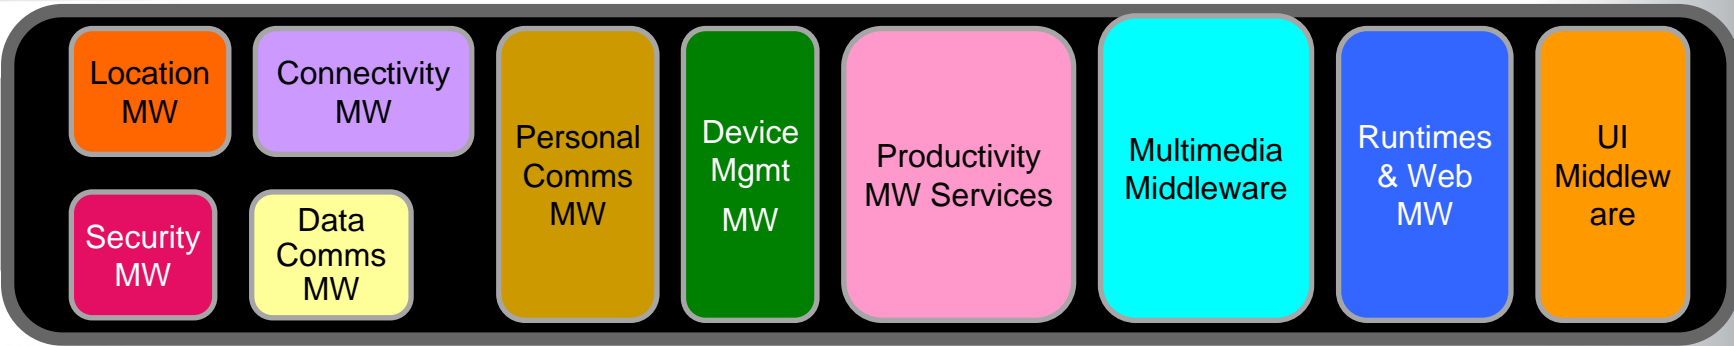 Location
MW
Connectivity
MW
Security
MW
Data
Comms
MW
Personal
Comms
MW
Device
Mgmt
MW
Productivity
MW Services
Multimedia
Middleware
Runtimes
& Web
MW
UI
Middlew
are